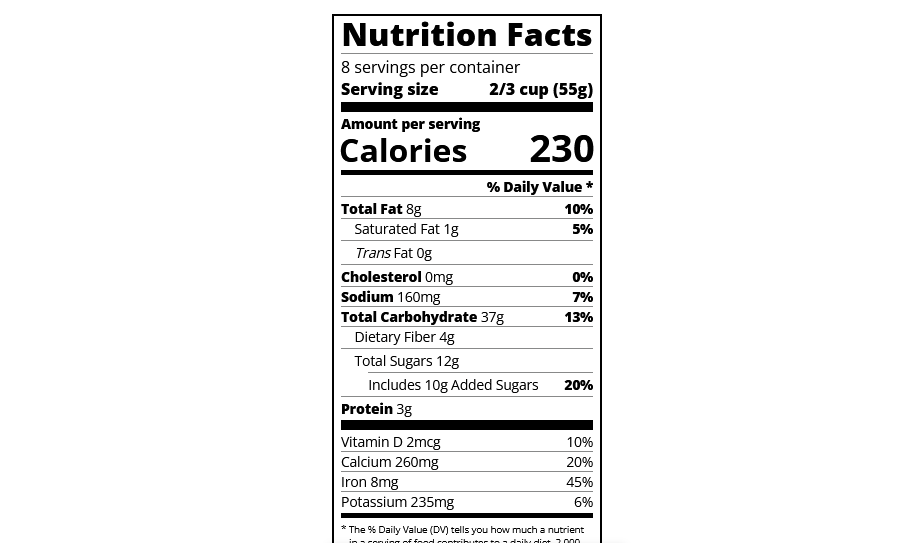 Nutrition Facts
8 servings per container
Serving size 2/3 cup (55g)
Amount per serving
Calories 230
% Daily Value *
Total Fat 8g 10%
Saturated Fat 1g 5%
Trans Fat 0g
Cholesterol 0mg 0%
Sodium 160mg 7%
Total Carbohydrate 37g 13%
Dietary Fiber 4g
Total Sugars 12g
Includes 10g Added Sugars 20%
Protein 3g
Vitamin D 2mcg 10%
Calcium 260mg 20%
Iron 8mg 45%
Potassium 235mg 6%
* The % Daily Value (DV) tells you how much a nutrient
in a serving of food contributes to a daily diet. 2,000